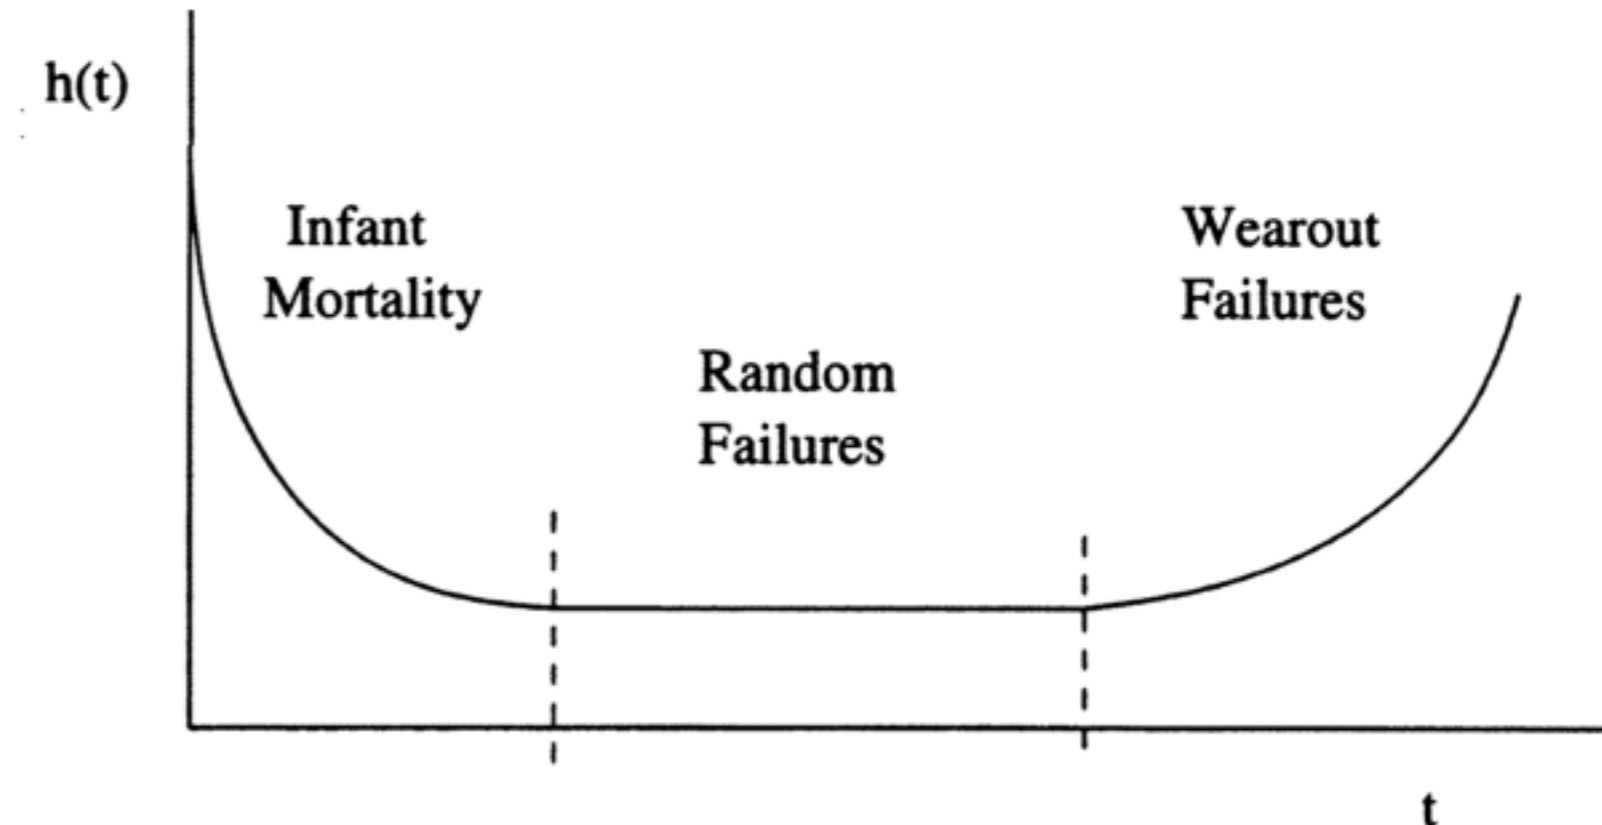 h(t)
Infant
Mortality
Random
Failures
Wearout
Failures
t